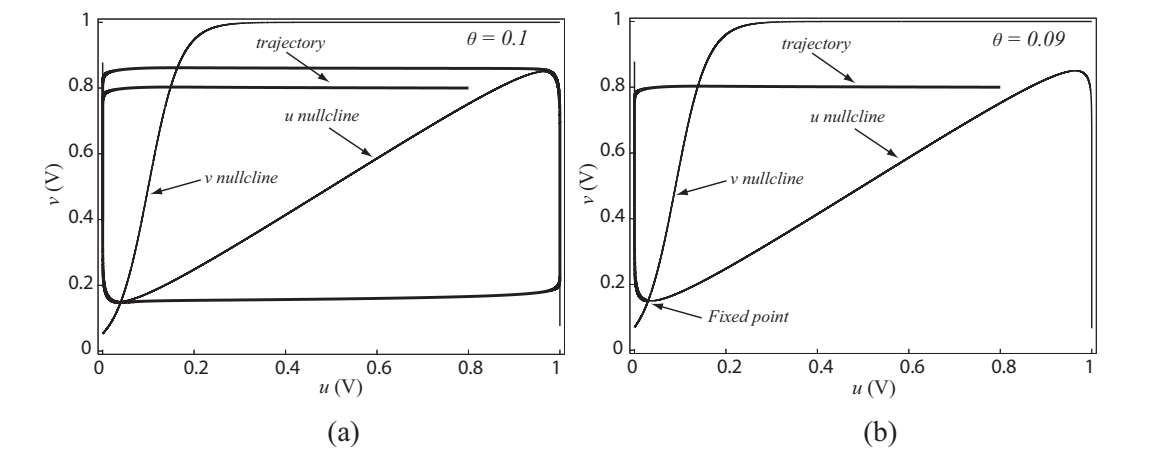 1
θ = 0.1
trajectory
0.8
u nullcline
0.6
v (V)
v nullcline
0.4
0.2
0
0
0.2
0.4
0.6
0.8
1
u (V)
(a)
1
θ = 0.09
trajectory
0.8
u nullcline
0.6
v (V)
v nullcline
0.4
0.2
Fixed point
0
0
0.2
0.4
0.6
0.8
1
u (V)
(b)